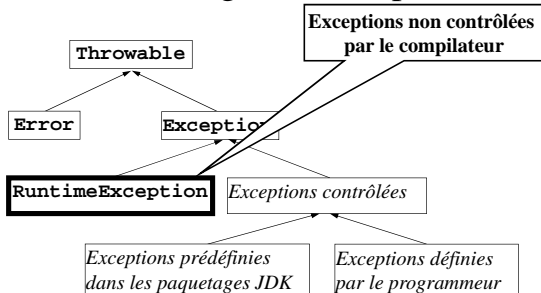 Exceptions non contrôlées
par le compilateur
Throwable
Error
Exception
RuntimeException
Exceptions contrôlées
Exceptions prédéfinies
dans les paquetages JDK
Exceptions définies
par le programmeur